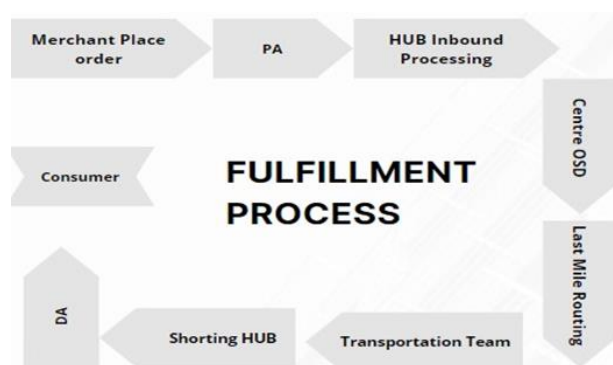 Merchant Place
order
PA
HUB Inbound
Processing
Centre OSD
Last Mile Routing
Transportation Team
Shorting HUB
DA
Consumer
FULFILLMENT
PROCESS